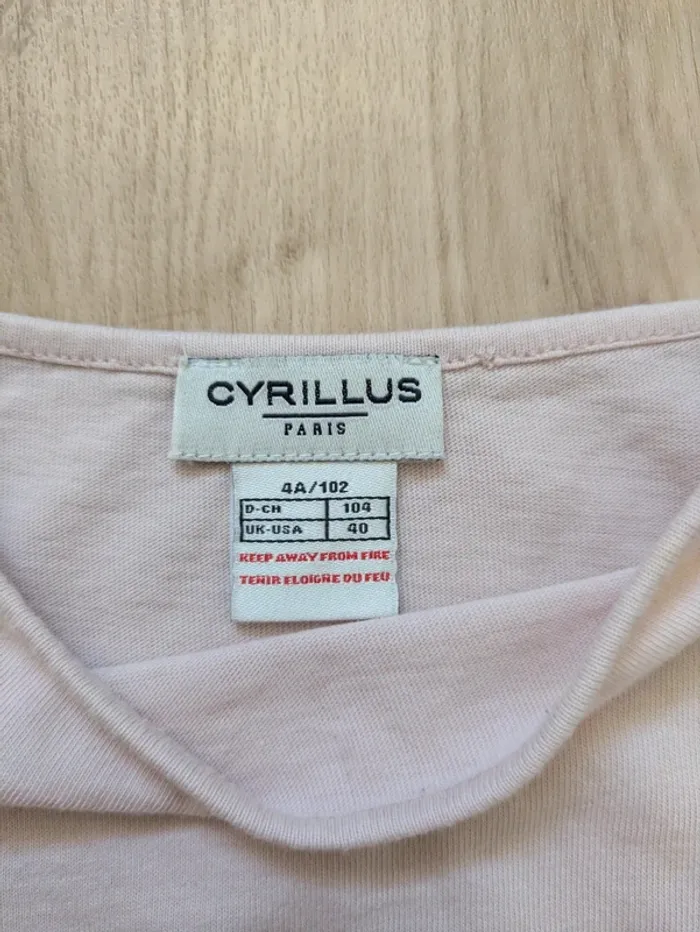 CYRILLUS
PARIS
4A/102
D-CH 104
UK-USA 40
KEEP AWAY FROM FIRE
TENIR ELOIGNE DU FEU